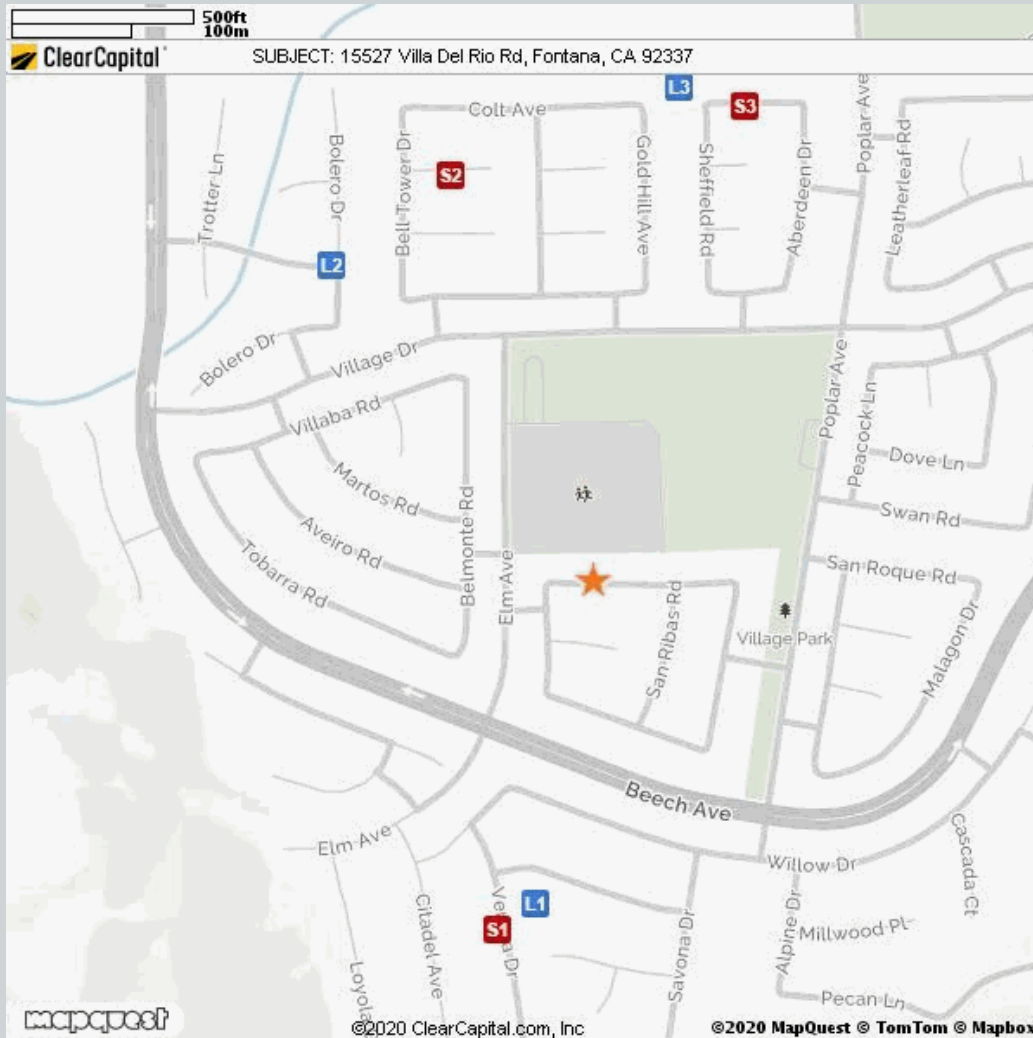 500ft
100m
ClearCapital
SUBJECT: 15527 Villa Del Rio Rd, Fontana, CA 92337
L3
S3
Colt Ave
Poplar Ave
Leatherleaf Rd
Trotter Ln
Bolero Dr
Bell Tower Dr
S2
Gold Hill Ave
Sheffield Rd
Aberdeen Dr
L2
Bolero Dr
Village Dr
Poplar Ave
Peacock Ln
Villaba Rd
Dove Ln
Martos Rd
Swan Rd
Aveiro Rd
Tobarra Rd
Belmonte Rd
Elm Ave
San Roque Rd
San Ribas Rd
Village Park
Malagon Dr
Beech Ave
Elm Ave
Willow Dr
Cascada Ct
L1
S1
Citadel Ave
Savona Dr
Alpine Dr
Millwood Pl
Loyola
Pecan Ln
mapquest
©2020 ClearCapital.com, Inc
©2020 MapQuest © TomTom © Mapbox